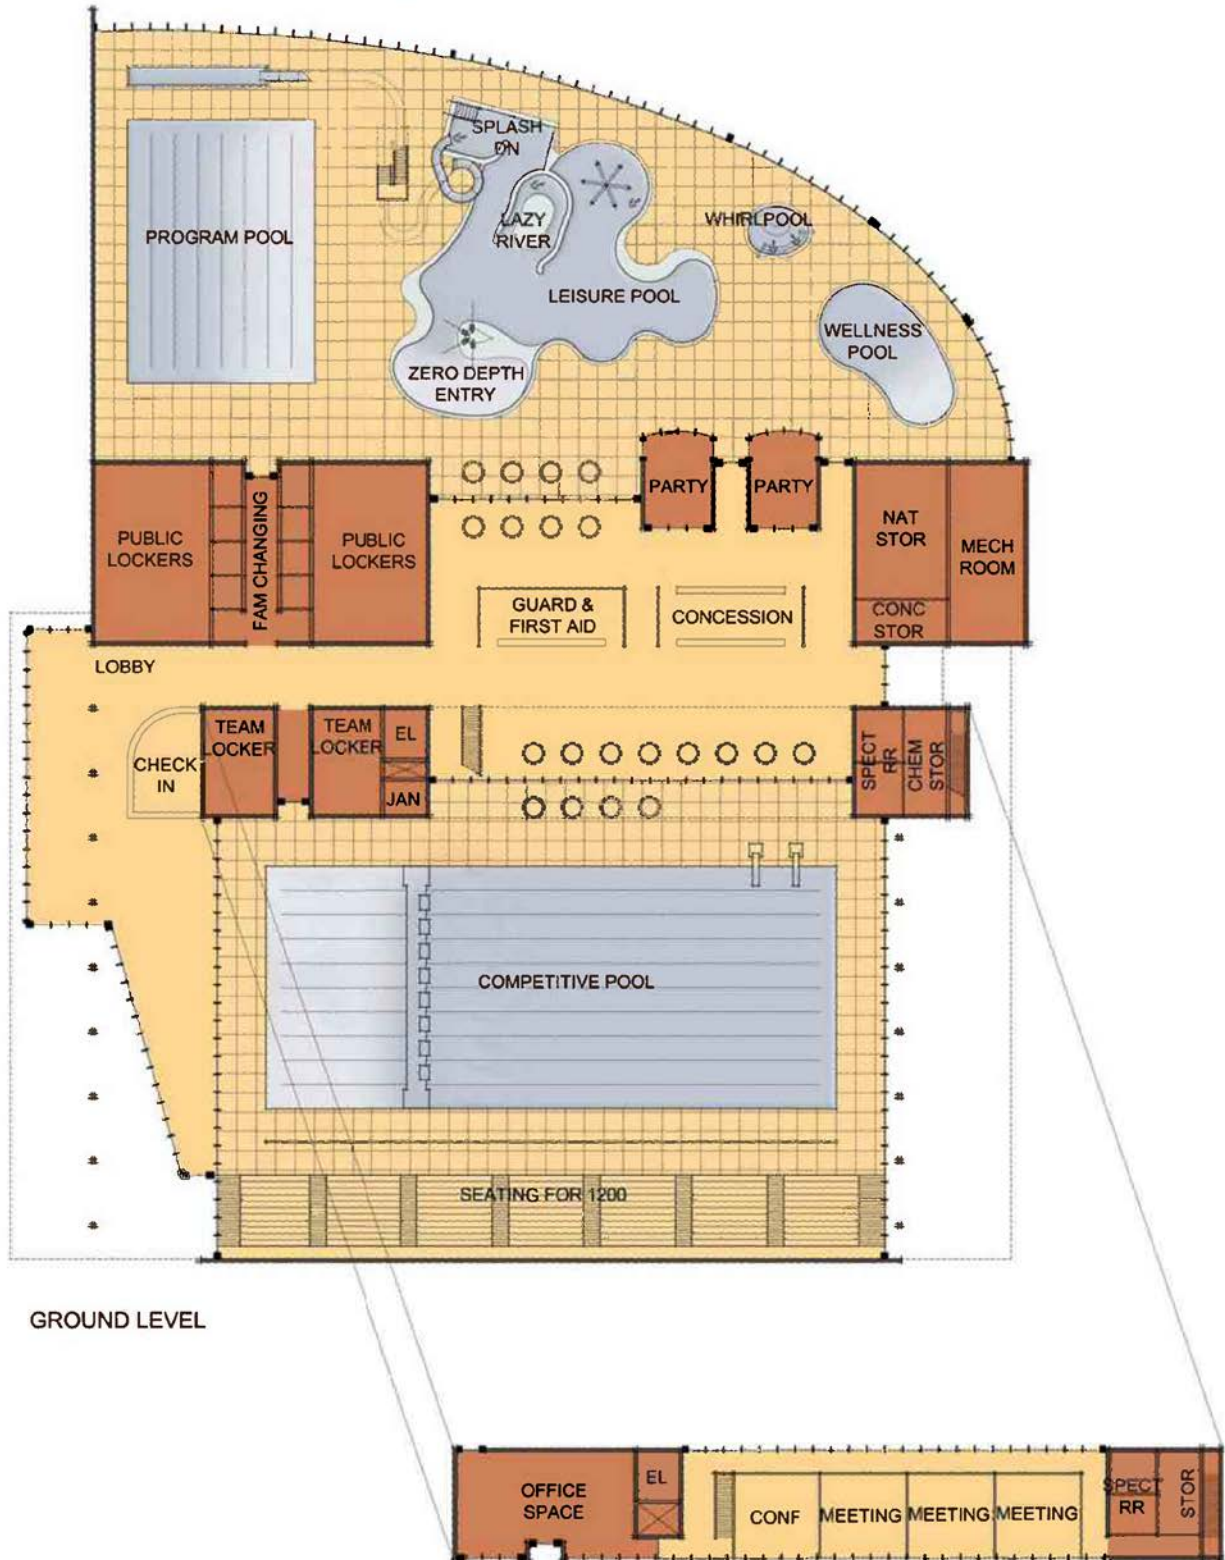 SPLASH
DN
PROGRAM POOL
LAZY
RIVER
WHIRLPOOL
LEISURE POOL
WELLNESS
POOL
ZERO DEPTH
ENTRY
PUBLIC
LOCKERS
FAM CHANGING
PUBLIC
LOCKERS
PARTY
PARTY
NAT
STOR
MECH
ROOM
GUARD &
FIRST AID
CONCESSION
CONC
STOR
LOBBY
CHECK
IN
TEAM
LOCKER
TEAM
LOCKER
EL
JAN
SPECT
RR
CHEM
STOR
COMPETITIVE POOL
SEATING FOR 1200
GROUND LEVEL
OFFICE
SPACE
EL
CONF
MEETING
MEETING
MEETING
SPECT
RR
STOR